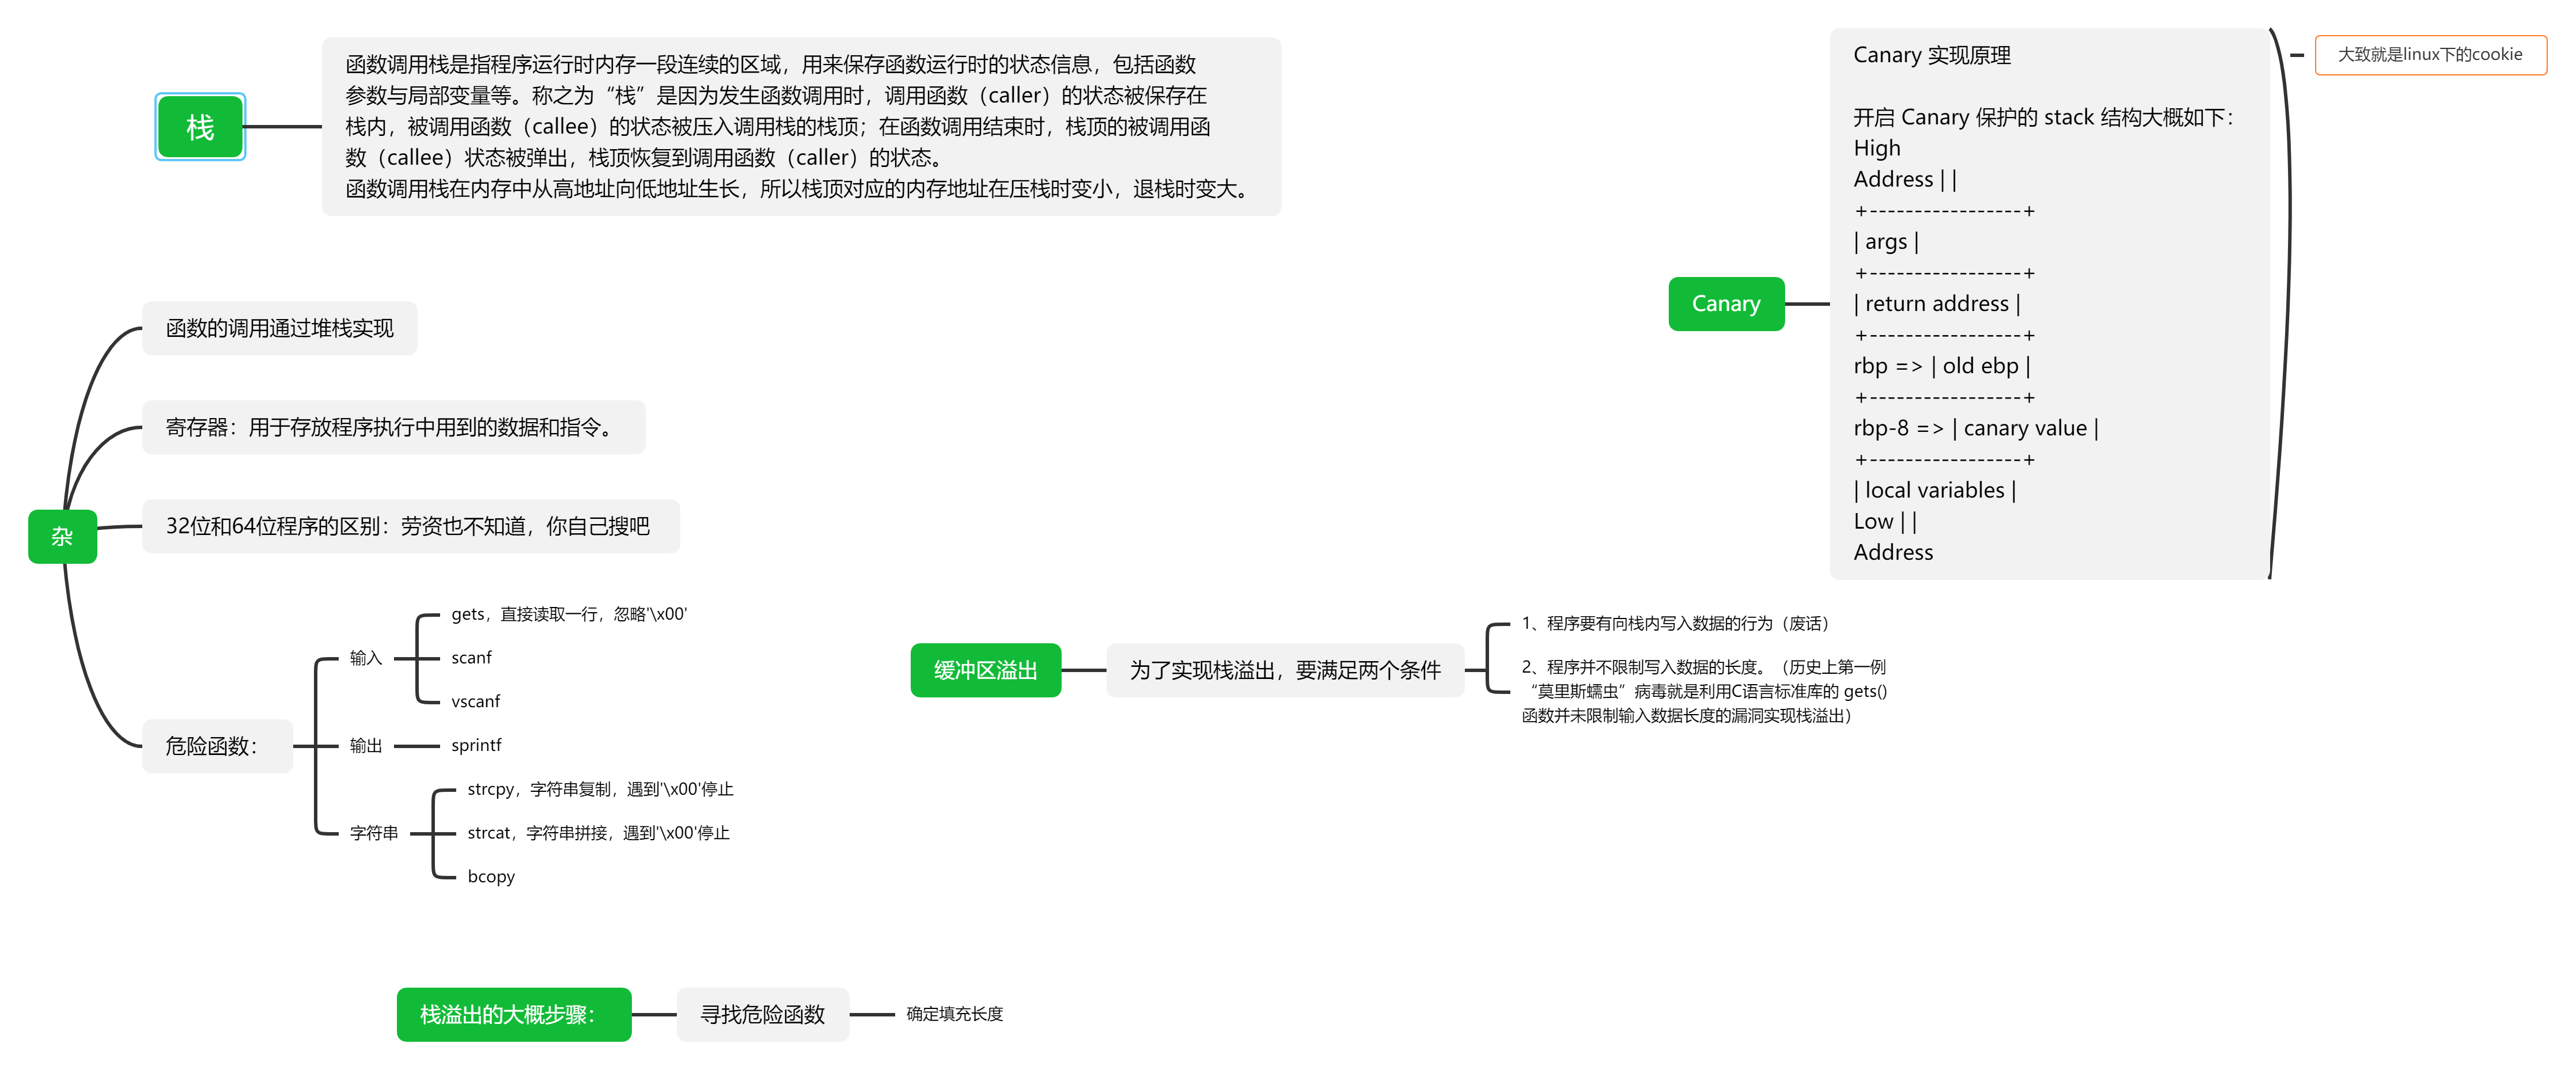 栈
函数调用栈是指程序运行时内存一段连续的区域，用来保存函数运行时的状态信息，包括函数
参数与局部变量等。称之为“栈”是因为发生函数调用时，调用函数（caller）的状态被保存在
栈内，被调用函数（callee）的状态被压入调用栈的栈顶；在函数调用结束时，栈顶的被调用函
数（callee）状态被弹出，栈顶恢复到调用函数（caller）的状态。
函数调用栈在内存中从高地址向低地址生长，所以栈顶对应的内存地址在压栈时变小，退栈时变大。
Canary
Canary 实现原理
开启 Canary 保护的 stack 结构大概如下：
High
Address | |
+-----------------+
| args |
+-----------------+
| return address |
+-----------------+
rbp => | old ebp |
+-----------------+
rbp-8 => | canary value |
+-----------------+
| local variables |
Low | |
Address
大致就是linux下的cookie
杂
函数的调用通过堆栈实现
寄存器：用于存放程序执行中用到的数据和指令。
32位和64位程序的区别：劳资也不知道，你自己搜吧
危险函数：
输入
gets，直接读取一行，忽略'\x00'
scanf
vscanf
输出
sprintf
字符串
strcpy，字符串复制，遇到'\x00'停止
strcat，字符串拼接，遇到'\x00'停止
bcopy
缓冲区溢出
为了实现栈溢出，要满足两个条件
1、程序要有向栈内写入数据的行为（废话）
2、程序并不限制写入数据的长度。（历史上第一例
“莫里斯蠕虫”病毒就是利用C语言标准库的 gets()
函数并未限制输入数据长度的漏洞实现栈溢出）
栈溢出的大概步骤：
寻找危险函数
确定填充长度